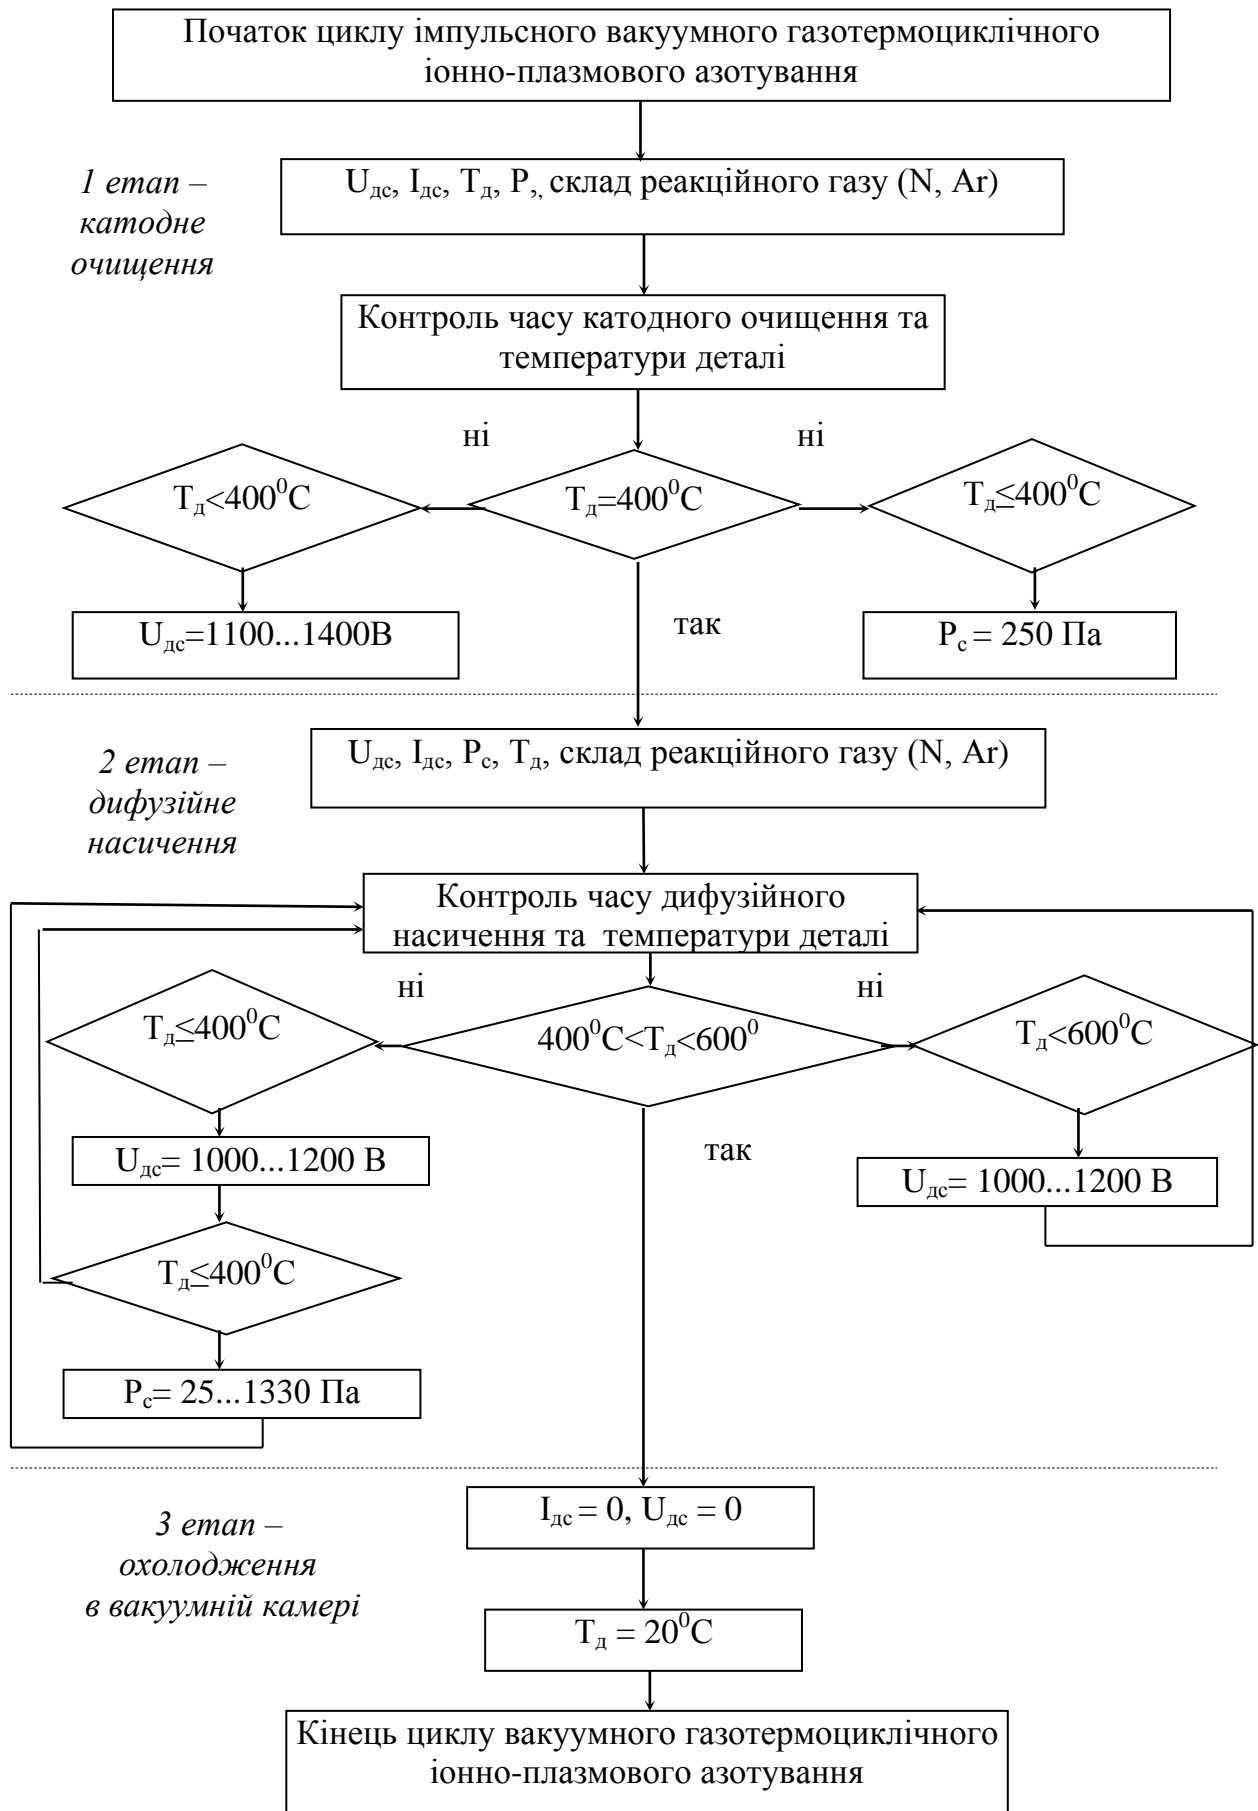 Початок циклу імпульсного вакуумного газотермоциклічного
іонно-плазмового азотування
1 етап –
катодне
очищення
Uдс, Iдс, Tд, P,, склад реакційного газу (N, Ar)
Контроль часу катодного очищення та
температури деталі
ні
ні
Tд<400⁰C
Tд=400⁰C
Tд≤400⁰C
Uдс=1100...1400В
так
Pс = 250 Па
2 етап –
дифузійне
насичення
Uдс, Iдс, Pс, Tд, склад реакційного газу (N, Ar)
Контроль часу дифузійного
насичення та температури деталі
ні
ні
Tд≤400⁰C
400⁰C<Tд<600⁰
Tд<600⁰C
Uдс= 1000...1200 В
так
Uдс= 1000...1200 В
Tд≤400⁰C
Pс= 25...1330 Па
3 етап –
охолодження
в вакуумній камері
Iдс = 0, Uдс = 0
Tд = 20⁰C
Кінець циклу вакуумного газотермоциклічного
іонно-плазмового азотування